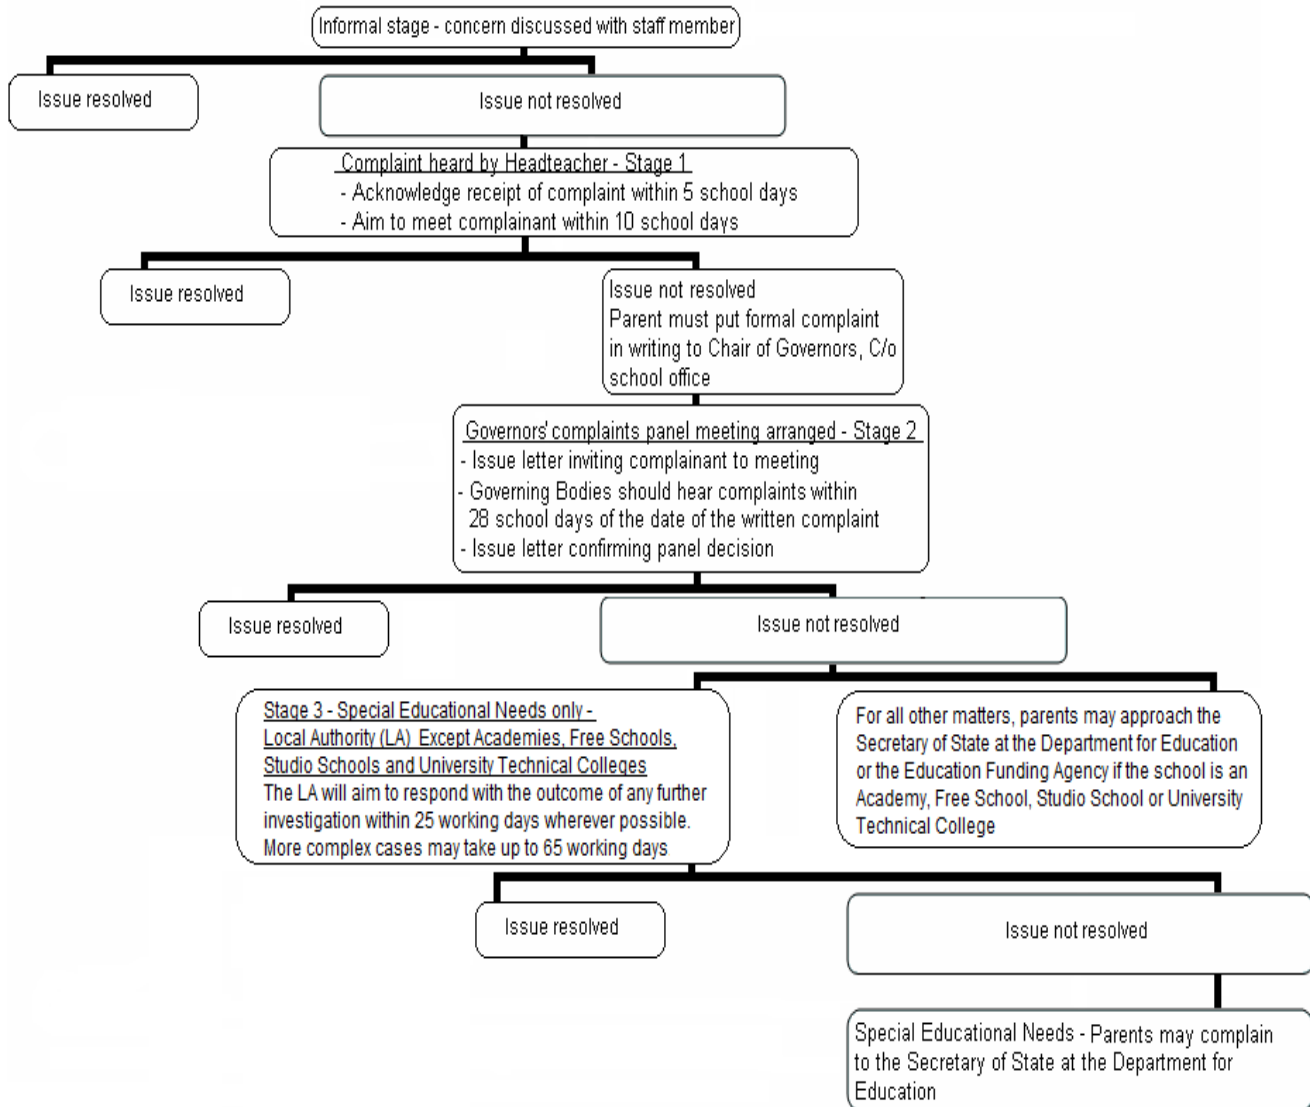 Informal stage - concern discussed with staff member
Issue resolved
Issue not resolved
Complaint heard by Headteacher - Stage 1
- Acknowledge receipt of complaint within 5 school days
- Aim to meet complainant within 10 school days
Issue resolved
Issue not resolved
Parent must put formal complaint
in writing to Chair of Governors, C/o
school office
Governors' complaints panel meeting arranged - Stage 2
- Issue letter inviting complainant to meeting
- Governing Bodies should hear complaints within
28 school days of the date of the written complaint
- Issue letter confirming panel decision
Issue resolved
Issue not resolved
Stage 3 - Special Educational Needs only -
Local Authority (LA) Except Academies, Free Schools,
Studio Schools and University Technical Colleges
The LA will aim to respond with the outcome of any further
investigation within 25 working days wherever possible.
More complex cases may take up to 65 working days
For all other matters, parents may approach the
Secretary of State at the Department for Education
or the Education Funding Agency if the school is an
Academy, Free School, Studio School or University
Technical College
Issue resolved
Issue not resolved
Special Educational Needs - Parents may complain
to the Secretary of State at the Department for
Education